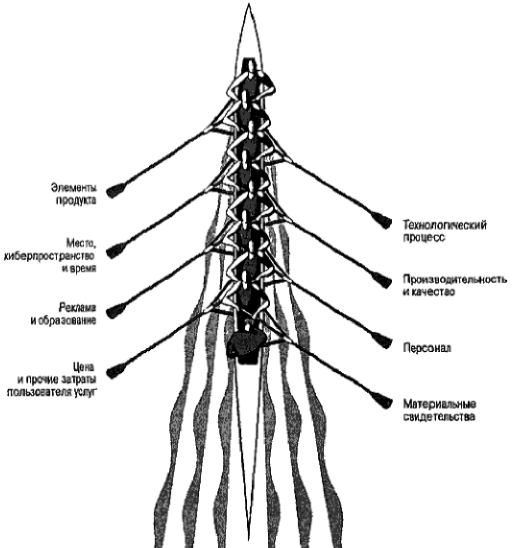 Элементы
продукта
Место,
киберпространство
и время
Реклама
и образование
Цена
и прочие затраты
пользователя услуг
Технологический
процесс
Производительность
и качество
Персонал
Материальные
свидетельства